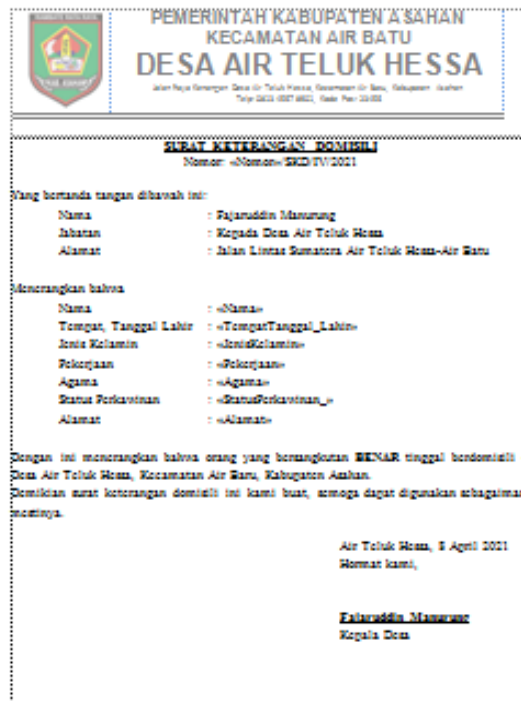 PEMERINTAH KABUPATEN ASAHAN
KECAMATAN AIR BATU
DESA AIR TELUK HESSA
SURAT KETERANGAN DOMISILI
Nomor: «Nomor»/SKD/IV/2021
Yang bertanda tangan dibawah ini:
Nama : Fajaruddin Manurung
Jabatan : Kepada Desa Air Teluk Hessa
Alamat : Jalan Lintas Sumatera Air Teluk Hessa-Air Batu
Menerangkan bahwa
Nama : «Nama»
Tempat, Tanggal Lahir : «TempatTanggal_Lahir»
Jenis Kelamin : «JenisKelamin»
Pekerjaan : «Pekerjaan»
Agama : «Agama»
Status Perkawinan : «StatusPerkawinan_»
Alamat : «Alamat»
Dengan ini menerangkan bahwa orang yang bersangkutan BENAR tinggal berdomisili
Desa Air Teluk Hessa, Kecamatan Air Batu, Kabupaten Asahan.
Demikian surat keterangan domisili ini kami buat, semoga dapat digunakan sebagaiman
mestinya.
Air Teluk Hessa, 8 April 2021
Hormat kami,
Fajaruddin Manurung
Kepala Desa